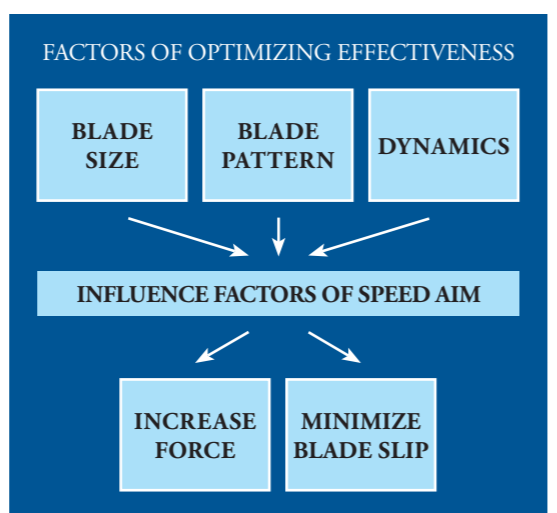 FACTORS OF OPTIMIZING EFFECTIVENESS
BLADE
SIZE
BLADE
PATTERN
DYNAMICS
INFLUENCE FACTORS OF SPEED AIM
INCREASE
FORCE
MINIMIZE
BLADE SLIP